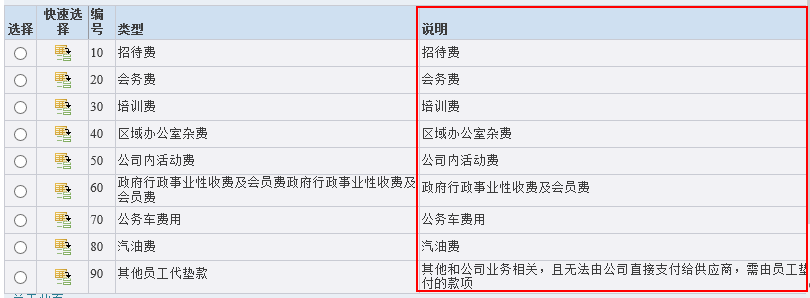 选择 快速选择 编号 类型 说明
10 招待费 招待费
20 会务费 会务费
30 培训费 培训费
40 区域办公室杂费 区域办公室杂费
50 公司内活动费 公司内活动费
60 政府行政事业性收费及会员费政府行政事业性收费及会员费 政府行政事业性收费及会员费
70 公务车费用 公务车费用
80 汽油费 汽油费
90 其他员工代垫款 其他和公司业务相关，且无法由公司直接支付给供应商，需由员工垫付的款项